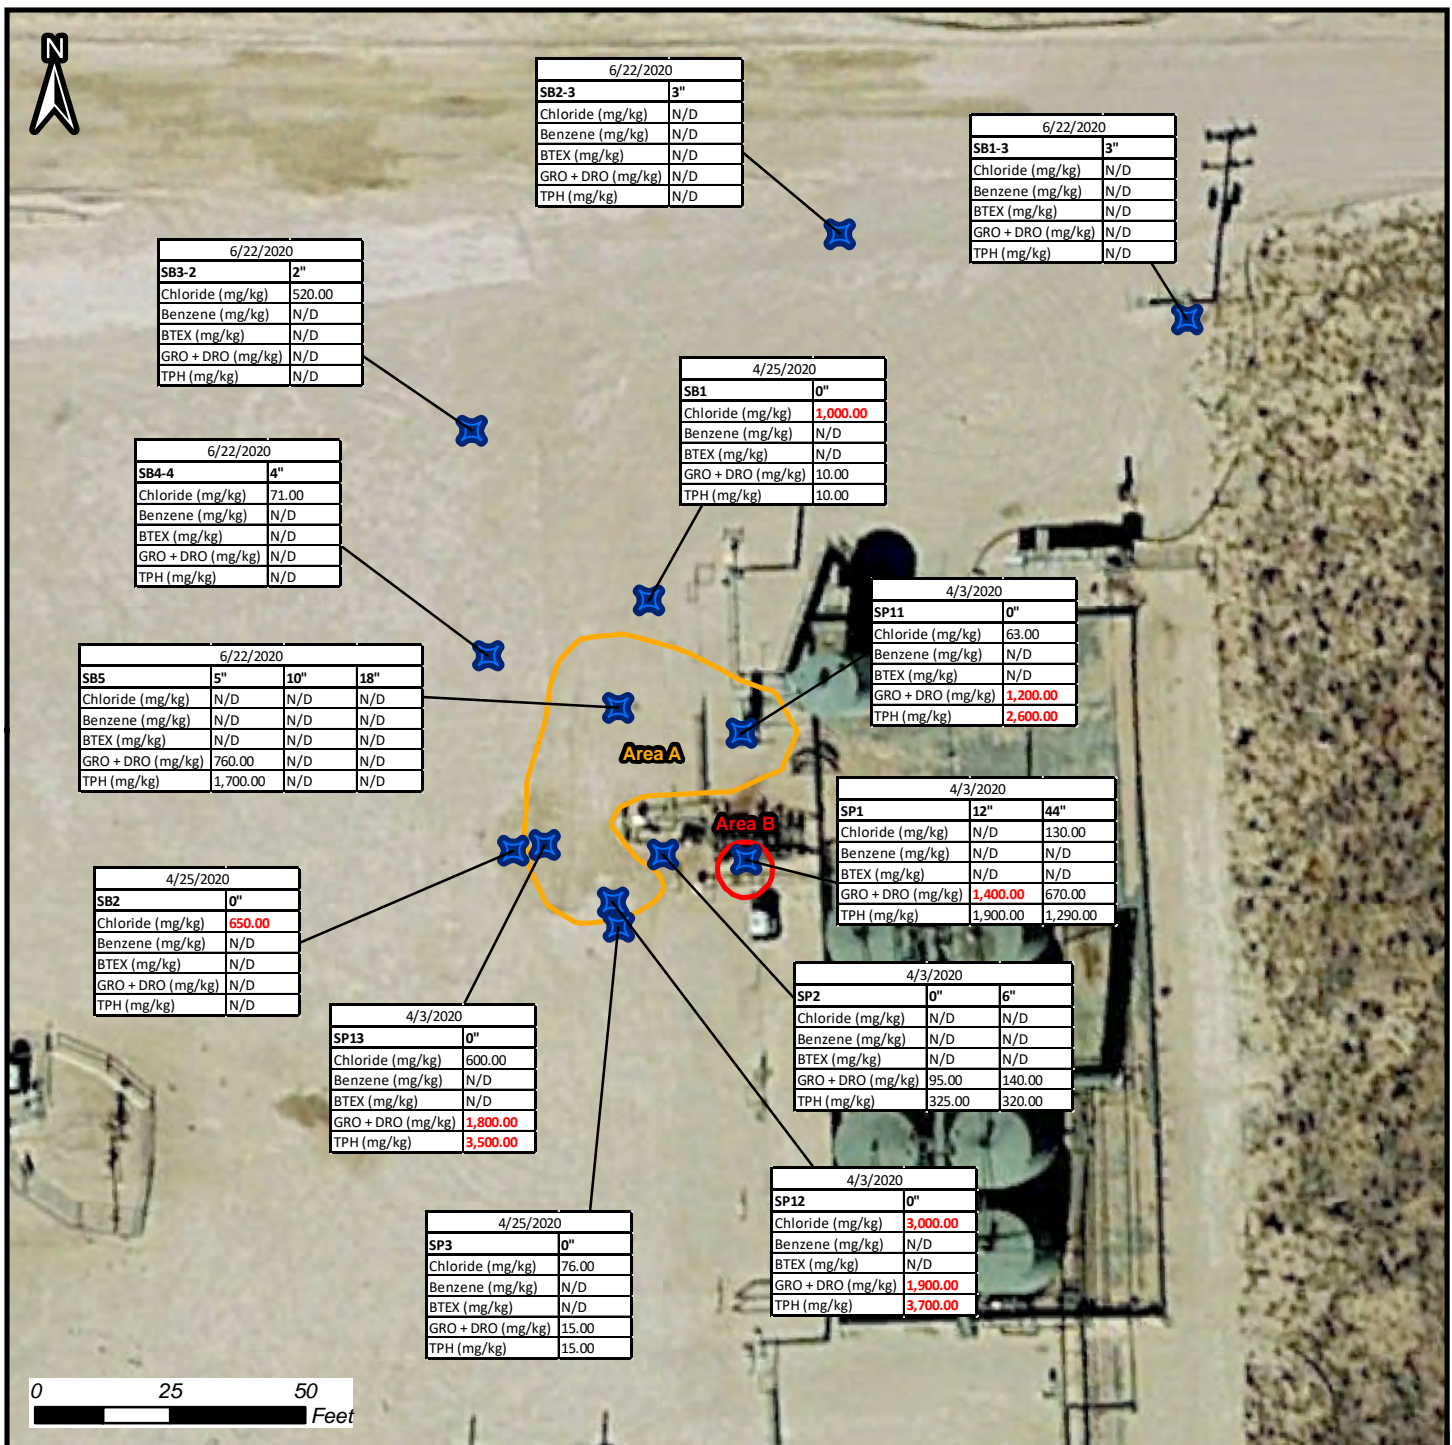 N
6/22/2020
SB2-3 3"
Chloride (mg/kg) N/D
Benzene (mg/kg) N/D
BTEX (mg/kg) N/D
GRO + DRO (mg/kg) N/D
TPH (mg/kg) N/D
6/22/2020
SB1-3 3"
Chloride (mg/kg) N/D
Benzene (mg/kg) N/D
BTEX (mg/kg) N/D
GRO + DRO (mg/kg) N/D
TPH (mg/kg) N/D
6/22/2020
SB3-2 2"
Chloride (mg/kg) 520.00
Benzene (mg/kg) N/D
BTEX (mg/kg) N/D
GRO + DRO (mg/kg) N/D
TPH (mg/kg) N/D
4/25/2020
SB1 0"
Chloride (mg/kg) 1,000.00
Benzene (mg/kg) N/D
BTEX (mg/kg) N/D
GRO + DRO (mg/kg) 10.00
TPH (mg/kg) 10.00
6/22/2020
SB4-4 4"
Chloride (mg/kg) 71.00
Benzene (mg/kg) N/D
BTEX (mg/kg) N/D
GRO + DRO (mg/kg) N/D
TPH (mg/kg) N/D
4/3/2020
SP11 0"
Chloride (mg/kg) 63.00
Benzene (mg/kg) N/D
BTEX (mg/kg) N/D
GRO + DRO (mg/kg) 1,200.00
TPH (mg/kg) 2,600.00
6/22/2020
SB5 5" 10" 18"
Chloride (mg/kg) N/D N/D N/D
Benzene (mg/kg) N/D N/D N/D
BTEX (mg/kg) N/D N/D N/D
GRO + DRO (mg/kg) 760.00 N/D N/D
TPH (mg/kg) 1,700.00 N/D N/D
Area A
Area B
4/3/2020
SP1 12" 44"
Chloride (mg/kg) N/D 130.00
Benzene (mg/kg) N/D N/D
BTEX (mg/kg) N/D N/D
GRO + DRO (mg/kg) 1,400.00 670.00
TPH (mg/kg) 1,900.00 1,290.00
4/25/2020
SB2 0"
Chloride (mg/kg) 650.00
Benzene (mg/kg) N/D
BTEX (mg/kg) N/D
GRO + DRO (mg/kg) N/D
TPH (mg/kg) N/D
4/3/2020
SP2 0" 6"
Chloride (mg/kg) N/D N/D
Benzene (mg/kg) N/D N/D
BTEX (mg/kg) N/D N/D
GRO + DRO (mg/kg) 95.00 140.00
TPH (mg/kg) 325.00 320.00
4/3/2020
SP13 0"
Chloride (mg/kg) 600.00
Benzene (mg/kg) N/D
BTEX (mg/kg) N/D
GRO + DRO (mg/kg) 1,800.00
TPH (mg/kg) 3,500.00
4/3/2020
SP12 0"
Chloride (mg/kg) 3,000.00
Benzene (mg/kg) N/D
BTEX (mg/kg) N/D
GRO + DRO (mg/kg) 1,900.00
TPH (mg/kg) 3,700.00
4/25/2020
SP3 0"
Chloride (mg/kg) 76.00
Benzene (mg/kg) N/D
BTEX (mg/kg) N/D
GRO + DRO (mg/kg) 15.00
TPH (mg/kg) 15.00
0 25 50
Feet